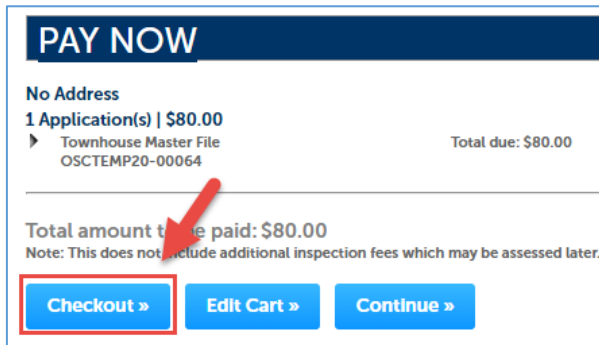 PAY NOW
No Address
1 Application(s) | $80.00
Townhouse Master File Total due: $80.00
OSCTEMP20-00064
Total amount t be paid: $80.00
Note: This does not include additional inspection fees which may be assessed later.
Checkout » Edit Cart » Continue »